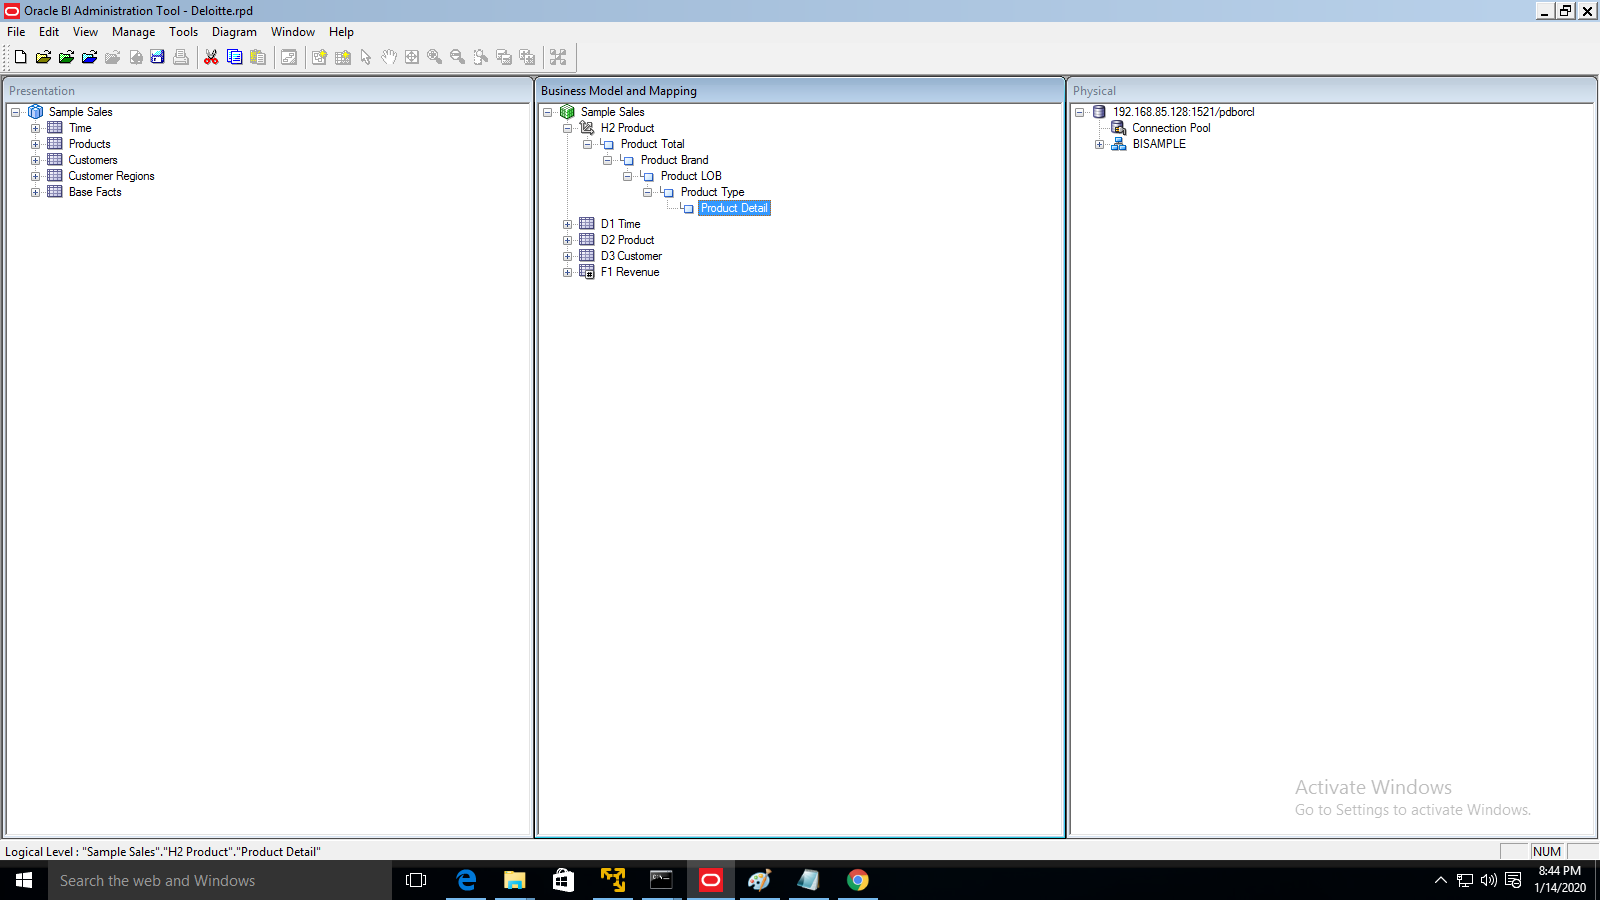 Oracle BI Administration Tool - Deloitte.rpd
File Edit View Manage Tools Diagram Window Help
Presentation
Sample Sales
Time
Products
Customers
Customer Regions
Base Facts
Business Model and Mapping
Sample Sales
H2 Product
Product Total
Product Brand
Product LOB
Product Type
Product Detail
D1 Time
D2 Product
D3 Customer
F1 Revenue
Physical
192.168.85.128:1521/pdborcl
Connection Pool
BISAMPLE
Activate Windows
Go to Settings to activate Windows.
Logical Level : "Sample Sales"."H2 Product"."Product Detail"
NUM
Search the web and Windows
8:44 PM
1/14/2020